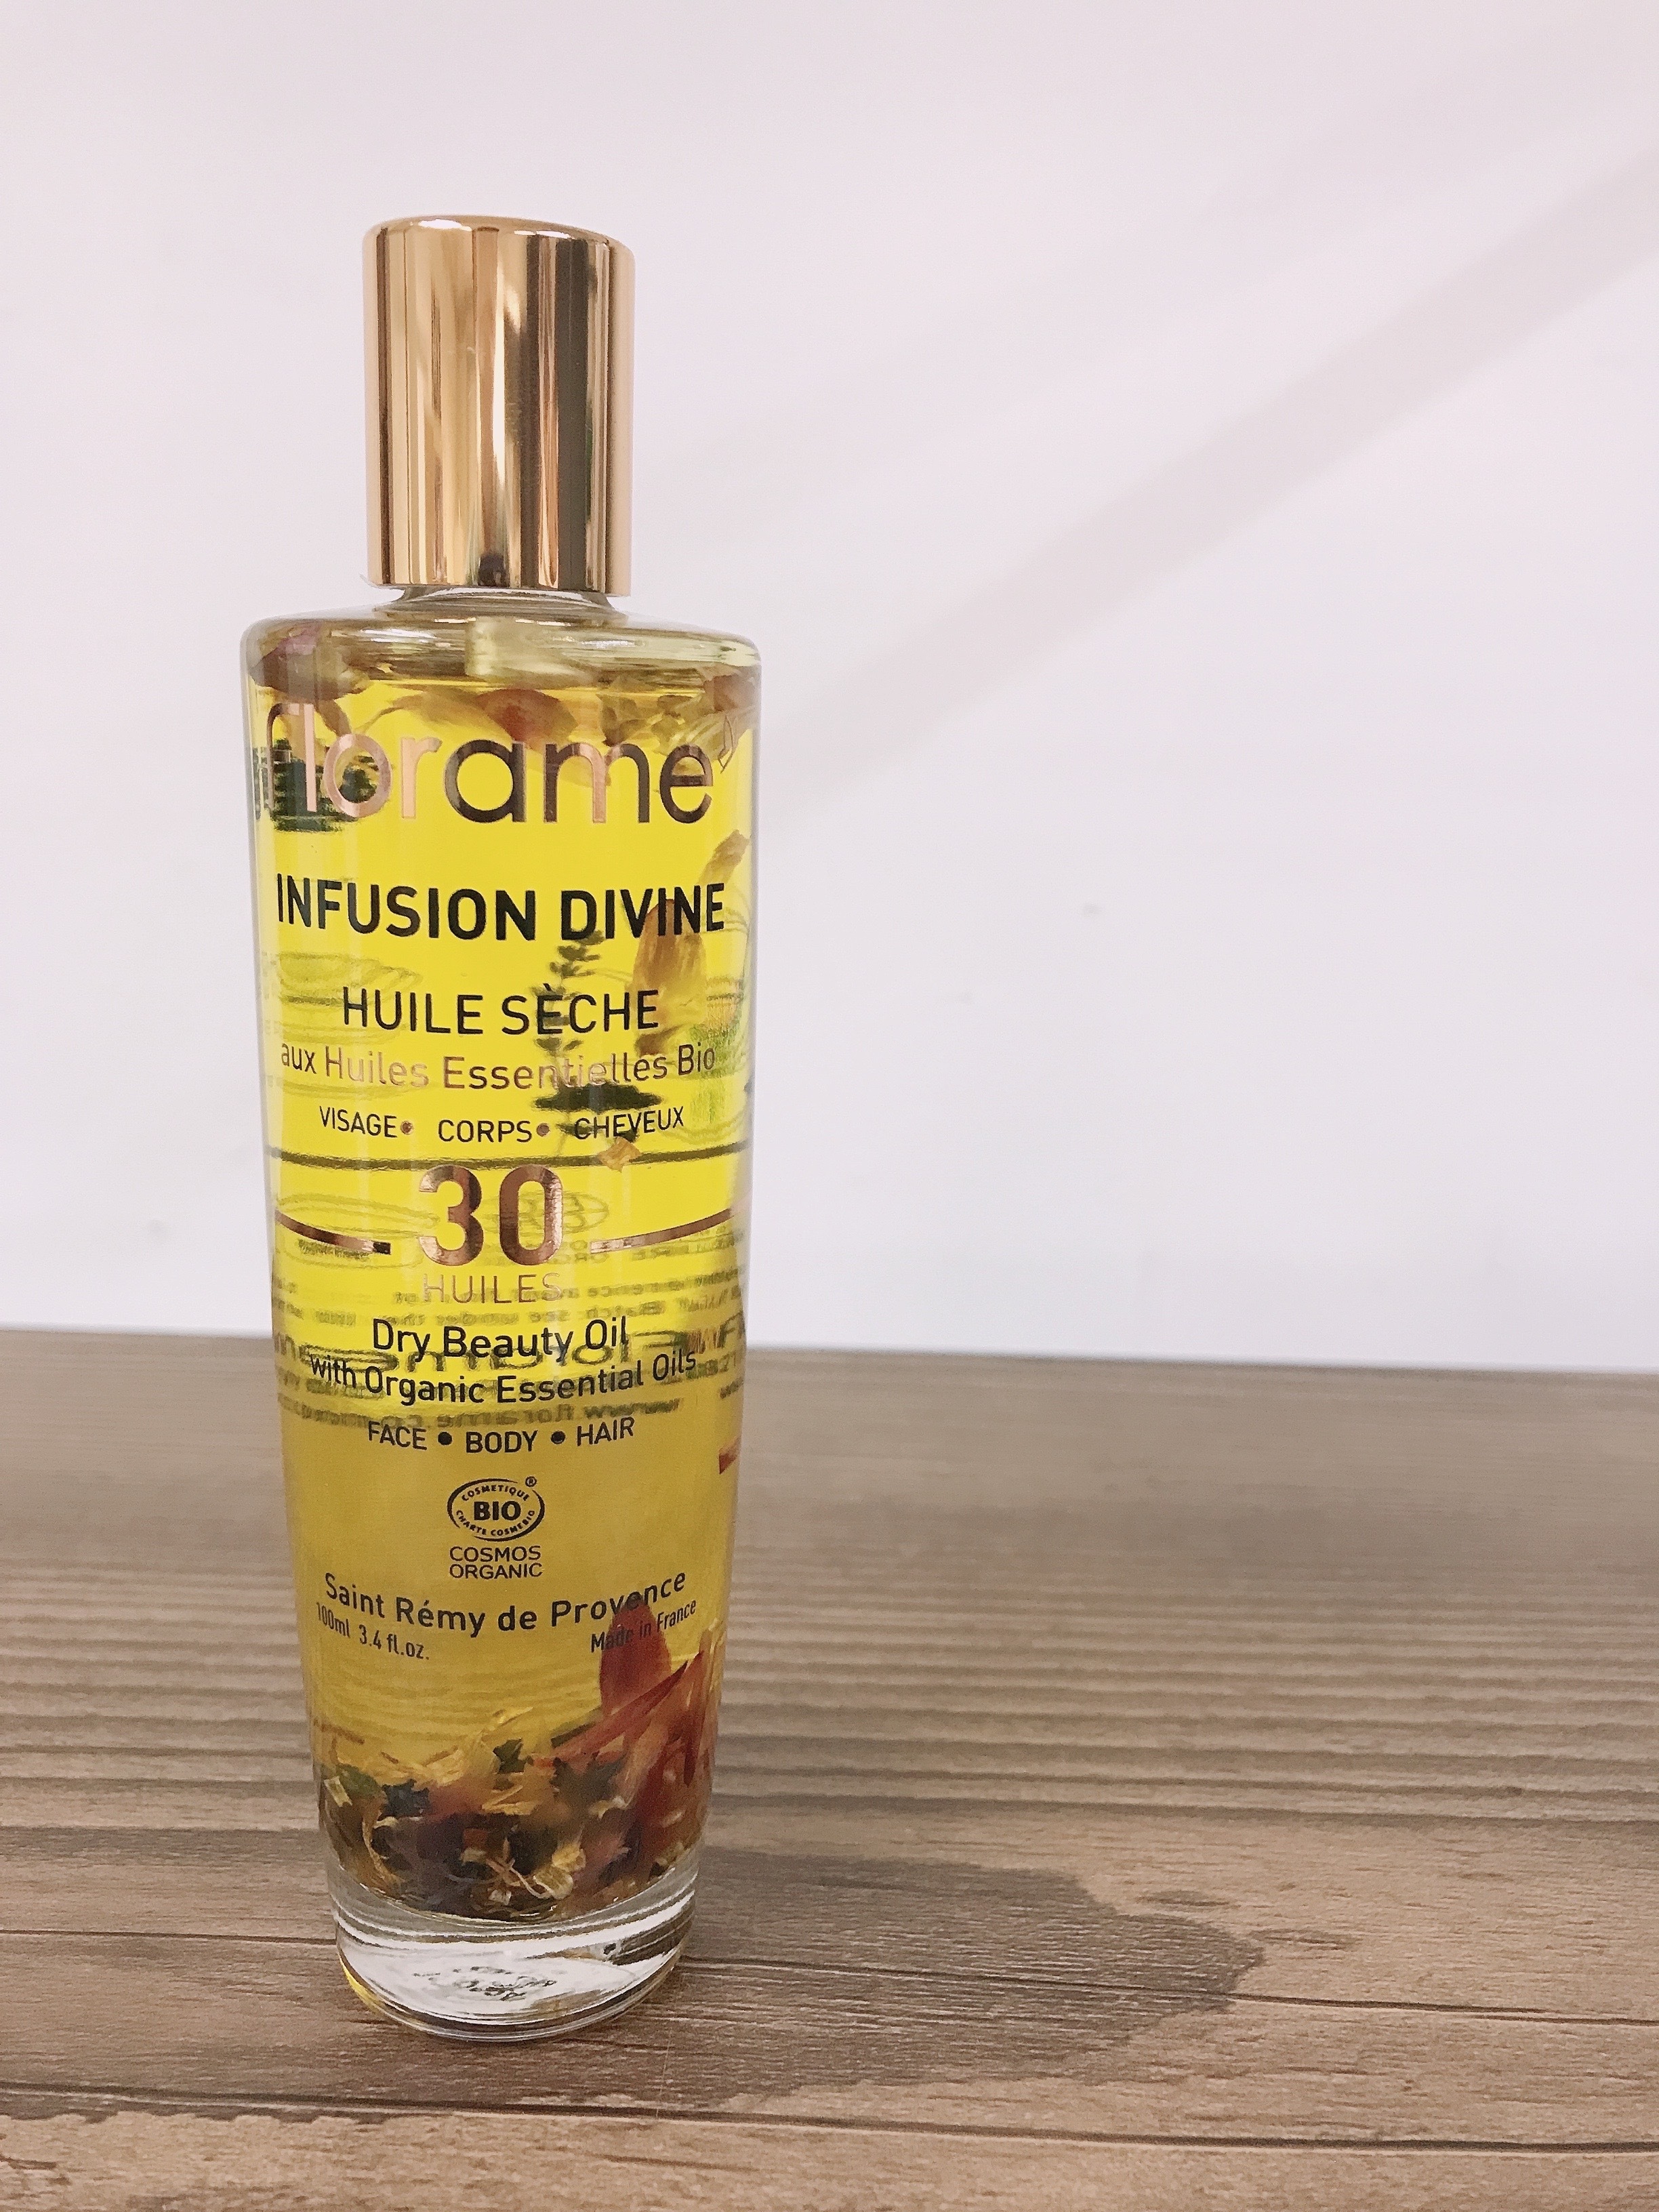 florame
INFUSION DIVINE
HUILE SÈCHE
aux Huiles Essentielles Bio
VISAGE • CORPS • CHEVEUX
30
HUILES
Dry Beauty Oil
with Organic Essential Oils
FACE • BODY • HAIR
COSMETIQUE ®
BIO
CHARTE COSMEBIO
COSMOS
ORGANIC
Saint Rémy de Provence
100ml 3.4 fl.oz. Made in France